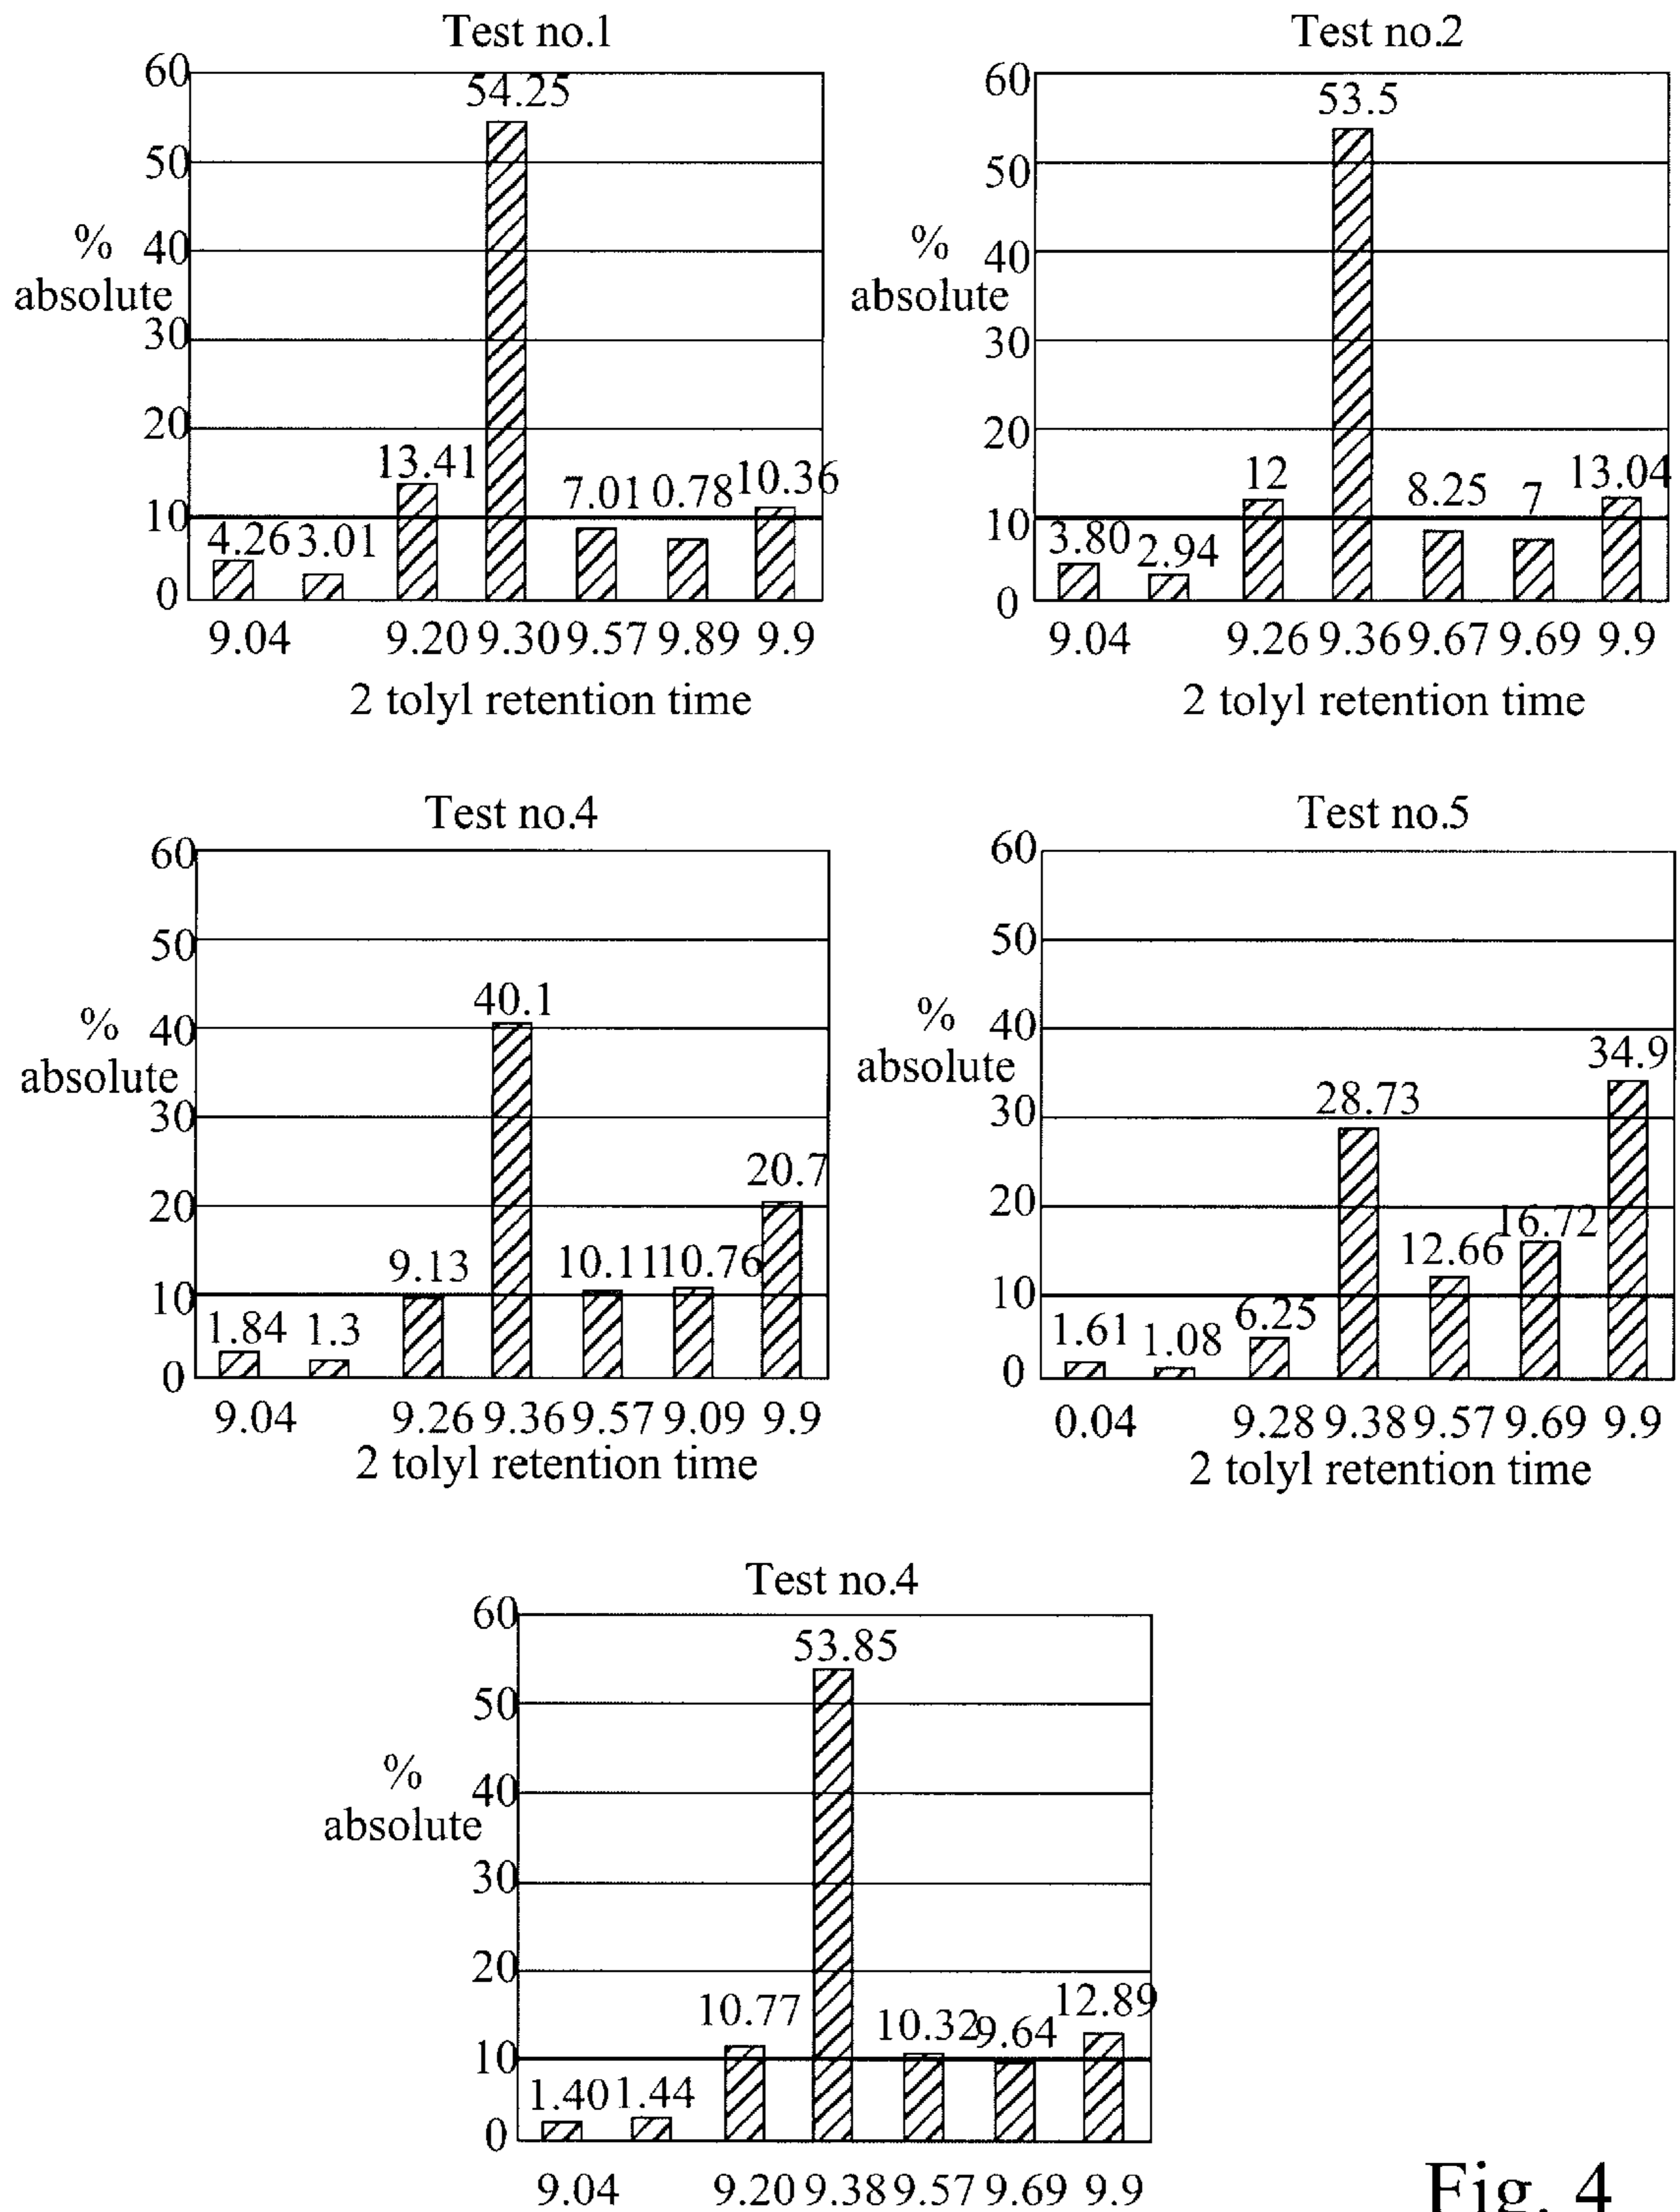 Test no.1
60
50
40
30
20
10
0
% absolute
4.26 3.01 13.41 54.25 7.01 0.78 10.36
9.04 9.20 9.30 9.57 9.89 9.9
2 tolyl retention time
Test no.2
60
50
40
30
20
10
0
% absolute
3.80 2.94 12 53.5 8.25 7 13.04
9.04 9.26 9.36 9.67 9.69 9.9
2 tolyl retention time
Test no.4
60
50
40
30
20
10
0
% absolute
1.84 1.3 9.13 40.1 10.11 10.76 20.7
9.04 9.26 9.36 9.57 9.09 9.9
2 tolyl retention time
Test no.5
60
50
40
30
20
10
0
% absolute
1.61 1.08 6.25 28.73 12.66 16.72 34.9
0.04 9.28 9.38 9.57 9.69 9.9
2 tolyl retention time
Test no.4
60
50
40
30
20
10
0
% absolute
1.40 1.44 10.77 53.85 10.32 9.64 12.89
9.04 9.20 9.38 9.57 9.69 9.9
Fig. 4